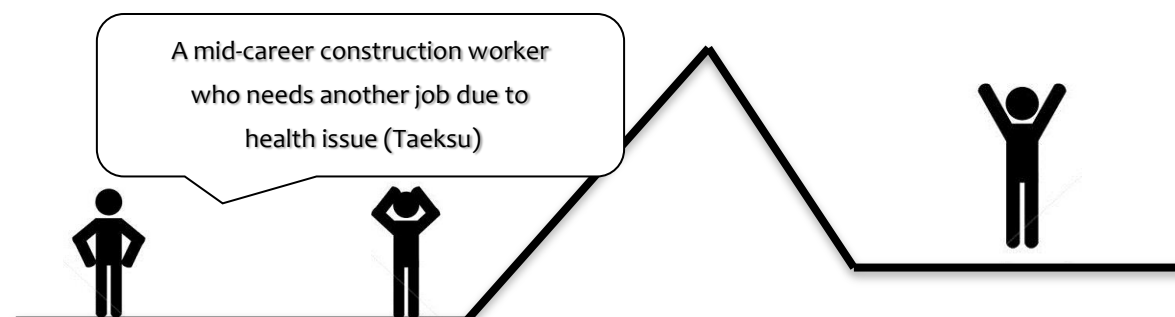 A mid-career construction worker
who needs another job due to
health issue (Taeksu)